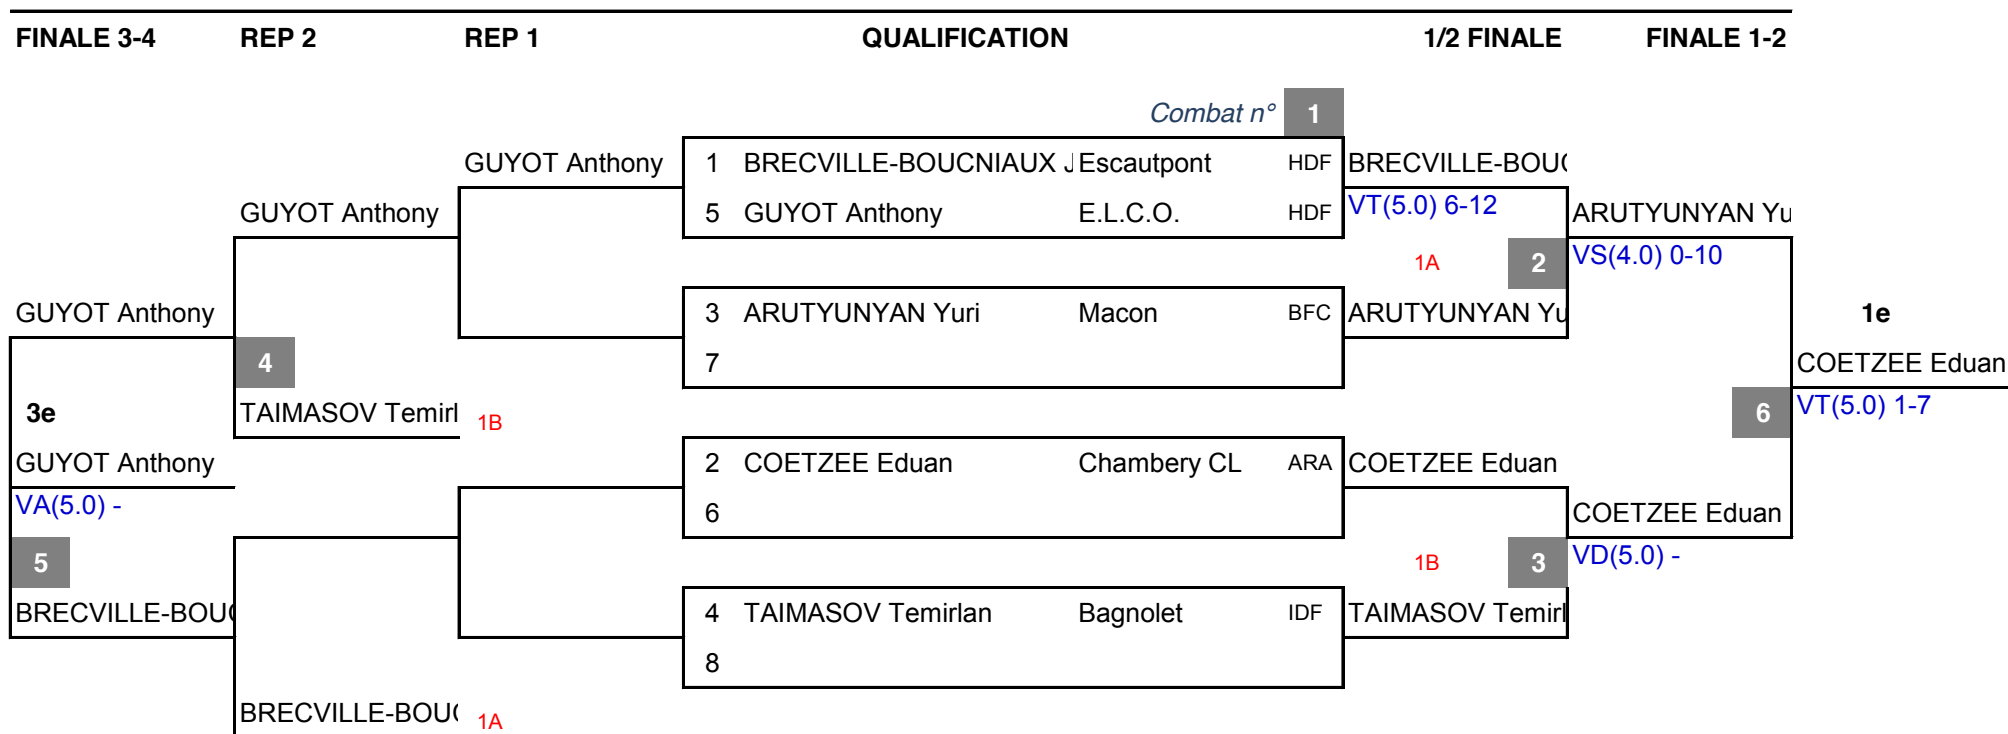 FINALE 3-4 REP 2 REP 1 QUALIFICATION 1/2 FINALE FINALE 1-2
Combat n° 1
GUYOT Anthony 1 BRECVILLE-BOUCNIAUX J Escautpont HDF BRECVILLE-BOUC
GUYOT Anthony 5 GUYOT Anthony E.L.C.O. HDF VT(5.0) 6-12 ARUTYUNYAN Yu
1A 2 VS(4.0) 0-10
GUYOT Anthony 3 ARUTYUNYAN Yuri Macon BFC ARUTYUNYAN Yu 1e
4 7 COETZEE Eduan
3e TAIMASOV Temirl 1B 6 VT(5.0) 1-7
GUYOT Anthony 2 COETZEE Eduan Chambery CL ARA COETZEE Eduan
VA(5.0) - 6 COETZEE Eduan
5 1B 3 VD(5.0) -
BRECVILLE-BOUC 4 TAIMASOV Temirlan Bagnolet IDF TAIMASOV Temirl
8
BRECVILLE-BOUC 1A